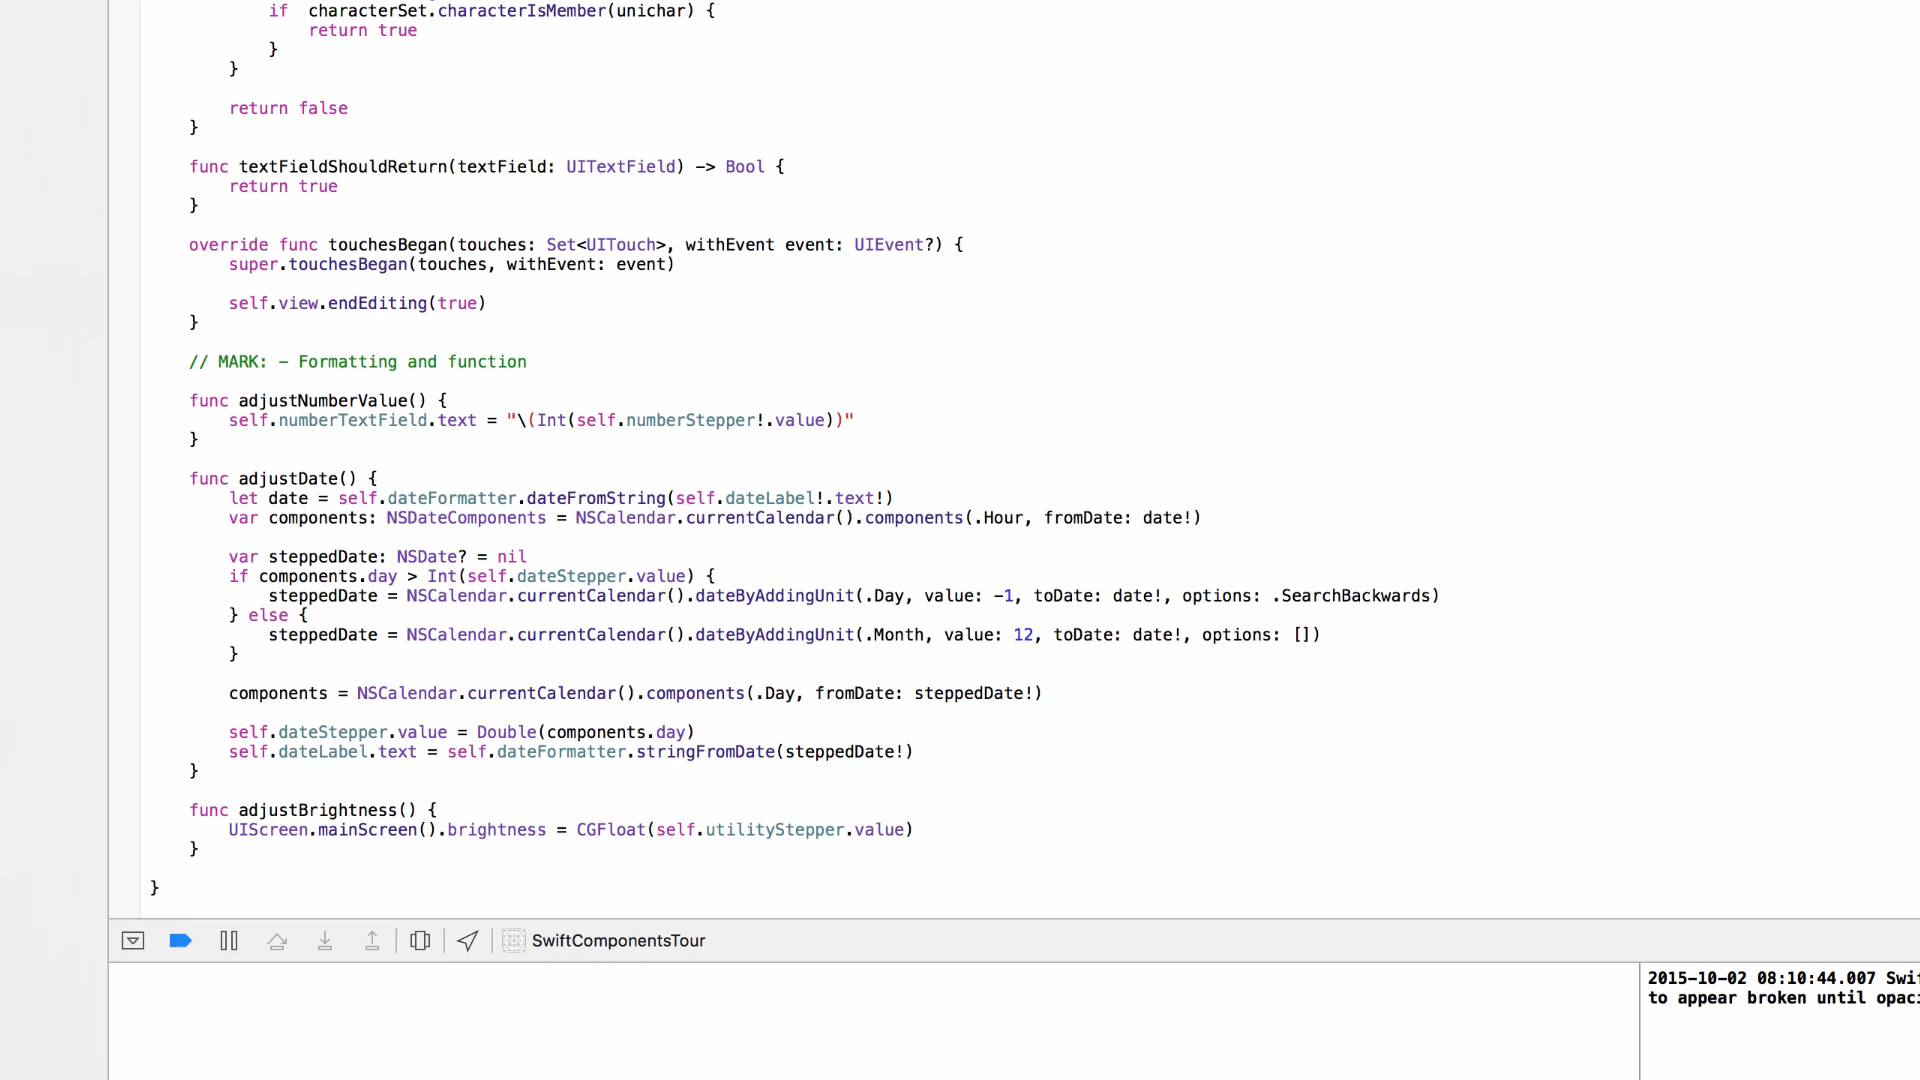 if  characterSet.characterIsMember(unichar) {
return true
}
}
return false
}
func textFieldShouldReturn(textField: UITextField) -> Bool {
return true
}
override func touchesBegan(touches: Set<UITouch>, withEvent event: UIEvent?) {
super.touchesBegan(touches, withEvent: event)
self.view.endEditing(true)
}
// MARK: - Formatting and function
func adjustNumberValue() {
self.numberTextField.text = "\(Int(self.numberStepper!.value))"
}
func adjustDate() {
let date = self.dateFormatter.dateFromString(self.dateLabel!.text!)
var components: NSDateComponents = NSCalendar.currentCalendar().components(.Hour, fromDate: date!)
var steppedDate: NSDate? = nil
if components.day > Int(self.dateStepper.value) {
steppedDate = NSCalendar.currentCalendar().dateByAddingUnit(.Day, value: -1, toDate: date!, options: .SearchBackwards)
} else {
steppedDate = NSCalendar.currentCalendar().dateByAddingUnit(.Month, value: 12, toDate: date!, options: [])
}
components = NSCalendar.currentCalendar().components(.Day, fromDate: steppedDate!)
self.dateStepper.value = Double(components.day)
self.dateLabel.text = self.dateFormatter.stringFromDate(steppedDate!)
}
func adjustBrightness() {
UIScreen.mainScreen().brightness = CGFloat(self.utilityStepper.value)
}
}
SwiftComponentsTour
2015-10-02 08:10:44.007 Swi
to appear broken until opac